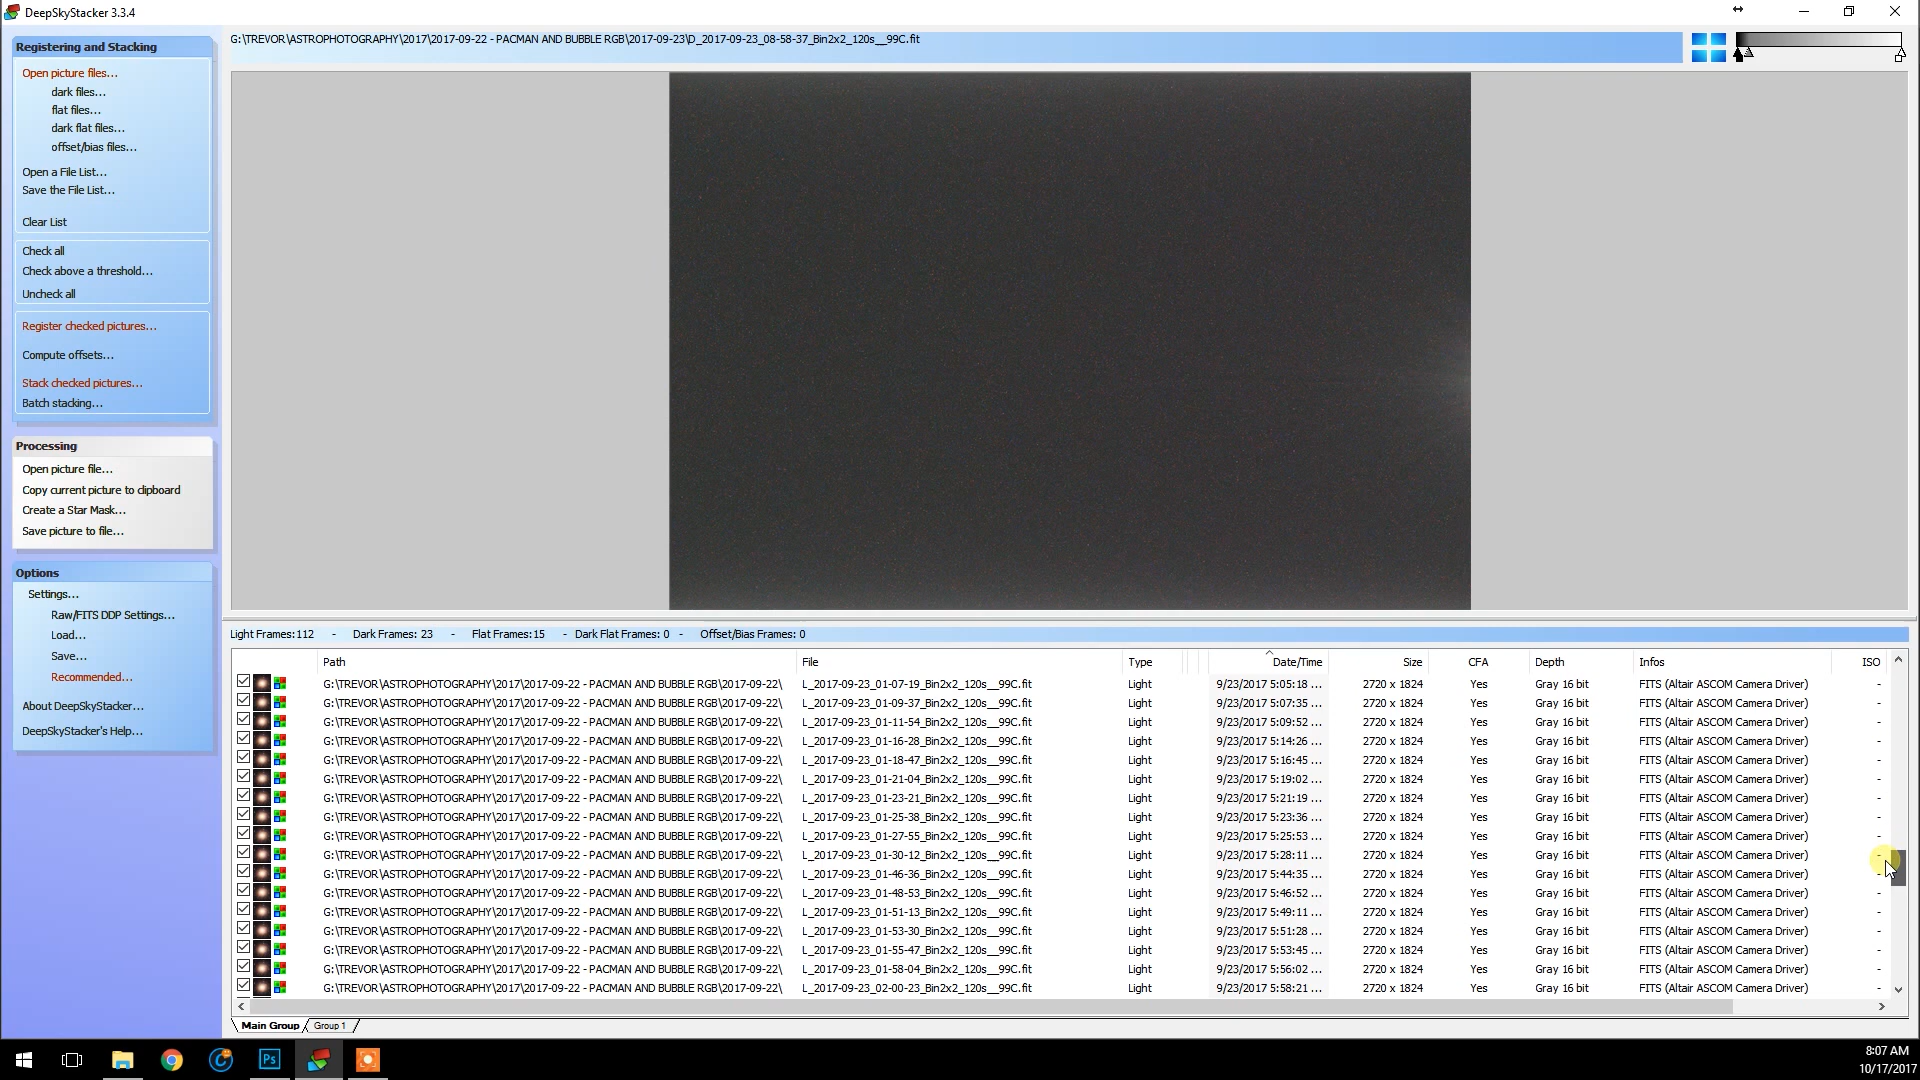 DeepSkyStacker 3.3.4
Registering and Stacking
Open picture files...
dark files...
flat files...
dark flat files...
offset/bias files...
Open a File List...
Save the File List...
Clear List
Check all
Check above a threshold...
Uncheck all
Register checked pictures...
Compute offsets...
Stack checked pictures...
Batch stacking...
Processing
Open picture file...
Copy current picture to clipboard
Create a Star Mask...
Save picture to file...
Options
Settings...
Raw/FITS DDP Settings...
Load...
Save...
Recommended...
About DeepSkyStacker...
DeepSkyStacker's Help...
G:\TREVOR\ASTROPHOTOGRAPHY\2017\2017-09-22 - PACMAN AND BUBBLE RGB\2017-09-23\D_2017-09-23_08-58-37_Bin2x2_120s__99C.fit
Light Frames:112 - Dark Frames: 23 - Flat Frames:15 - Dark Flat Frames: 0 - Offset/Bias Frames: 0
Path File Type Date/Time Size CFA Depth Infos ISO
G:\TREVOR\ASTROPHOTOGRAPHY\2017\2017-09-22 - PACMAN AND BUBBLE RGB\2017-09-22\ L_2017-09-23_01-07-19_Bin2x2_120s__99C.fit Light 9/23/2017 5:05:18 ... 2720 x 1824 Yes Gray 16 bit FITS (Altair ASCOM Camera Driver) -
G:\TREVOR\ASTROPHOTOGRAPHY\2017\2017-09-22 - PACMAN AND BUBBLE RGB\2017-09-22\ L_2017-09-23_01-09-37_Bin2x2_120s__99C.fit Light 9/23/2017 5:07:35 ... 2720 x 1824 Yes Gray 16 bit FITS (Altair ASCOM Camera Driver) -
G:\TREVOR\ASTROPHOTOGRAPHY\2017\2017-09-22 - PACMAN AND BUBBLE RGB\2017-09-22\ L_2017-09-23_01-11-54_Bin2x2_120s__99C.fit Light 9/23/2017 5:09:52 ... 2720 x 1824 Yes Gray 16 bit FITS (Altair ASCOM Camera Driver) -
G:\TREVOR\ASTROPHOTOGRAPHY\2017\2017-09-22 - PACMAN AND BUBBLE RGB\2017-09-22\ L_2017-09-23_01-16-28_Bin2x2_120s__99C.fit Light 9/23/2017 5:14:26 ... 2720 x 1824 Yes Gray 16 bit FITS (Altair ASCOM Camera Driver) -
G:\TREVOR\ASTROPHOTOGRAPHY\2017\2017-09-22 - PACMAN AND BUBBLE RGB\2017-09-22\ L_2017-09-23_01-18-47_Bin2x2_120s__99C.fit Light 9/23/2017 5:16:45 ... 2720 x 1824 Yes Gray 16 bit FITS (Altair ASCOM Camera Driver) -
G:\TREVOR\ASTROPHOTOGRAPHY\2017\2017-09-22 - PACMAN AND BUBBLE RGB\2017-09-22\ L_2017-09-23_01-21-04_Bin2x2_120s__99C.fit Light 9/23/2017 5:19:02 ... 2720 x 1824 Yes Gray 16 bit FITS (Altair ASCOM Camera Driver) -
G:\TREVOR\ASTROPHOTOGRAPHY\2017\2017-09-22 - PACMAN AND BUBBLE RGB\2017-09-22\ L_2017-09-23_01-23-21_Bin2x2_120s__99C.fit Light 9/23/2017 5:21:19 ... 2720 x 1824 Yes Gray 16 bit FITS (Altair ASCOM Camera Driver) -
G:\TREVOR\ASTROPHOTOGRAPHY\2017\2017-09-22 - PACMAN AND BUBBLE RGB\2017-09-22\ L_2017-09-23_01-25-38_Bin2x2_120s__99C.fit Light 9/23/2017 5:23:36 ... 2720 x 1824 Yes Gray 16 bit FITS (Altair ASCOM Camera Driver) -
G:\TREVOR\ASTROPHOTOGRAPHY\2017\2017-09-22 - PACMAN AND BUBBLE RGB\2017-09-22\ L_2017-09-23_01-27-55_Bin2x2_120s__99C.fit Light 9/23/2017 5:25:53 ... 2720 x 1824 Yes Gray 16 bit FITS (Altair ASCOM Camera Driver) -
G:\TREVOR\ASTROPHOTOGRAPHY\2017\2017-09-22 - PACMAN AND BUBBLE RGB\2017-09-22\ L_2017-09-23_01-30-12_Bin2x2_120s__99C.fit Light 9/23/2017 5:28:11 ... 2720 x 1824 Yes Gray 16 bit FITS (Altair ASCOM Camera Driver) -
G:\TREVOR\ASTROPHOTOGRAPHY\2017\2017-09-22 - PACMAN AND BUBBLE RGB\2017-09-22\ L_2017-09-23_01-46-36_Bin2x2_120s__99C.fit Light 9/23/2017 5:44:35 ... 2720 x 1824 Yes Gray 16 bit FITS (Altair ASCOM Camera Driver) -
G:\TREVOR\ASTROPHOTOGRAPHY\2017\2017-09-22 - PACMAN AND BUBBLE RGB\2017-09-22\ L_2017-09-23_01-48-53_Bin2x2_120s__99C.fit Light 9/23/2017 5:46:52 ... 2720 x 1824 Yes Gray 16 bit FITS (Altair ASCOM Camera Driver) -
G:\TREVOR\ASTROPHOTOGRAPHY\2017\2017-09-22 - PACMAN AND BUBBLE RGB\2017-09-22\ L_2017-09-23_01-51-13_Bin2x2_120s__99C.fit Light 9/23/2017 5:49:11 ... 2720 x 1824 Yes Gray 16 bit FITS (Altair ASCOM Camera Driver) -
G:\TREVOR\ASTROPHOTOGRAPHY\2017\2017-09-22 - PACMAN AND BUBBLE RGB\2017-09-22\ L_2017-09-23_01-53-30_Bin2x2_120s__99C.fit Light 9/23/2017 5:51:28 ... 2720 x 1824 Yes Gray 16 bit FITS (Altair ASCOM Camera Driver) -
G:\TREVOR\ASTROPHOTOGRAPHY\2017\2017-09-22 - PACMAN AND BUBBLE RGB\2017-09-22\ L_2017-09-23_01-55-47_Bin2x2_120s__99C.fit Light 9/23/2017 5:53:45 ... 2720 x 1824 Yes Gray 16 bit FITS (Altair ASCOM Camera Driver) -
G:\TREVOR\ASTROPHOTOGRAPHY\2017\2017-09-22 - PACMAN AND BUBBLE RGB\2017-09-22\ L_2017-09-23_01-58-04_Bin2x2_120s__99C.fit Light 9/23/2017 5:56:02 ... 2720 x 1824 Yes Gray 16 bit FITS (Altair ASCOM Camera Driver) -
G:\TREVOR\ASTROPHOTOGRAPHY\2017\2017-09-22 - PACMAN AND BUBBLE RGB\2017-09-22\ L_2017-09-23_02-00-23_Bin2x2_120s__99C.fit Light 9/23/2017 5:58:21 ... 2720 x 1824 Yes Gray 16 bit FITS (Altair ASCOM Camera Driver) -
Main Group Group 1
Ps
8:07 AM
10/17/2017